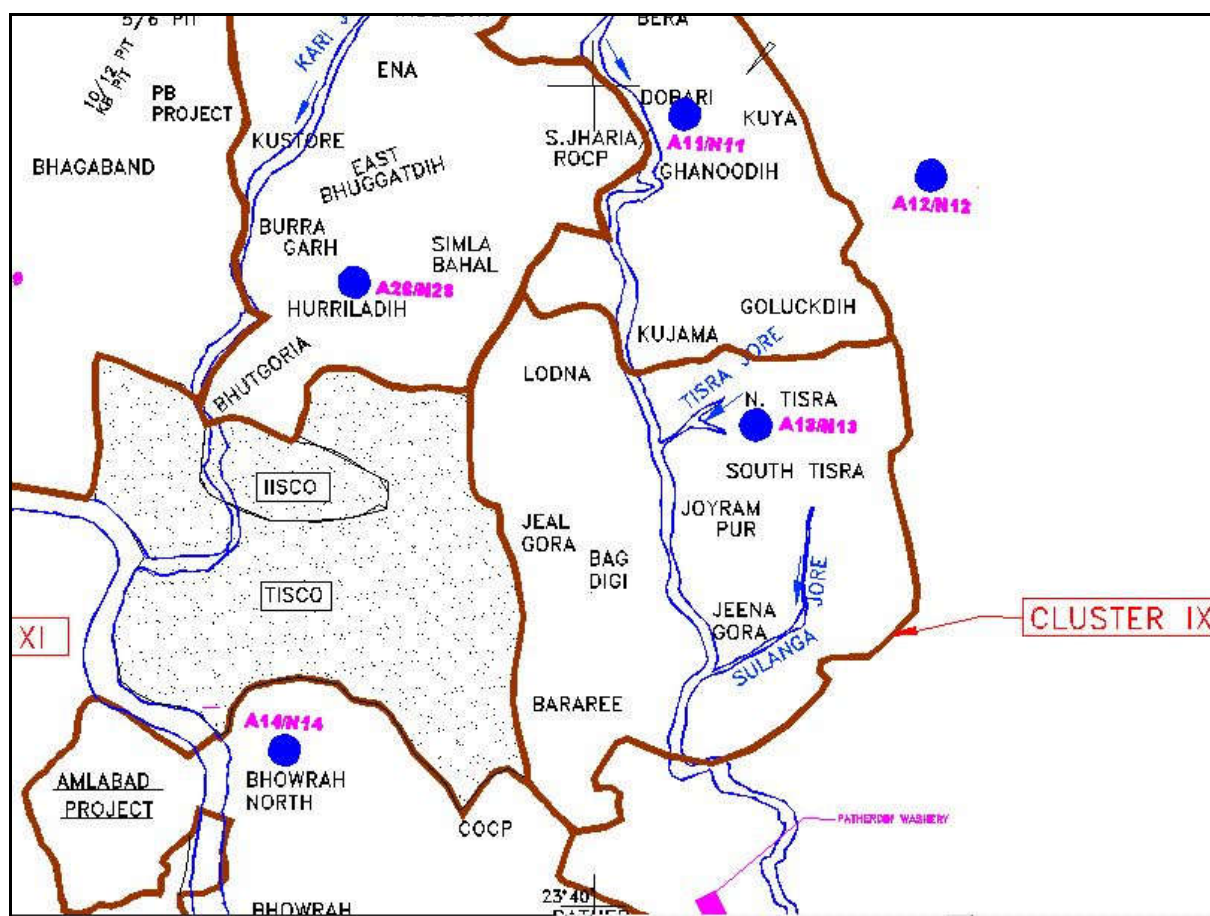 5/6 PIT
10/12 PIT
KB PIT
PB
PROJECT
BHAGABAND
KARI
ENA
KUSTORE
EAST
BHUGGATDIH
BURRA
GARH
SIMLA
BAHAL
HURRILADIH
BHUTGORIA
BERA
DOBARI
KUYA
A11/N11
S.JHARIA
ROCP
GHANOODIH
A12/N12
GOLUCKDIH
KUJAMA
LODNA
TISRA JORE
N. TISRA
A13/N13
SOUTH TISRA
IISCO
JEAL
GORA
BAG
DIGI
JOYRAM
PUR
TISCO
JEENA
GORA
SULANGA
JORE
CLUSTER IX
XI
BARAREE
A14/N14
BHOWRAH
NORTH
AMLABAD
PROJECT
COCP
PATHERDIH WASHERY
23°40'
BHOWRAH